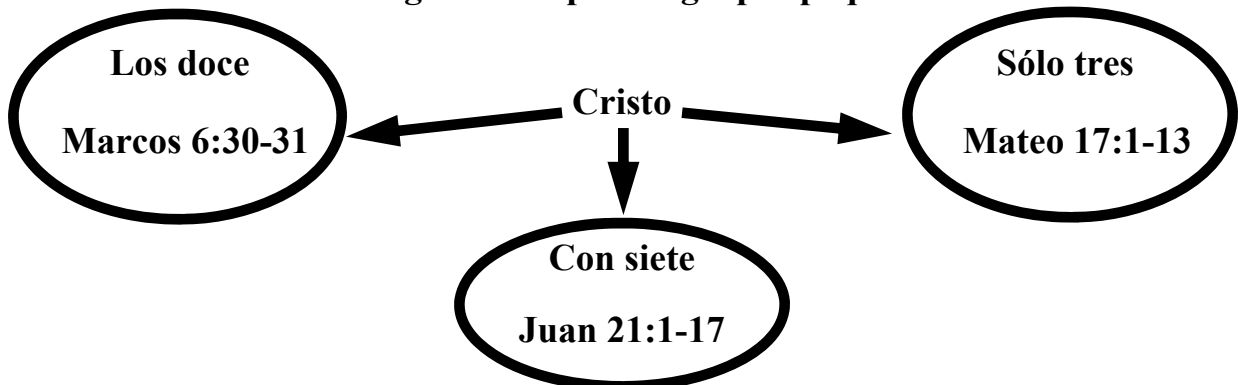 Los doce
Marcos 6:30-31
Cristo
Sólo tres
Mateo 17:1-13
Con siete
Juan 21:1-17